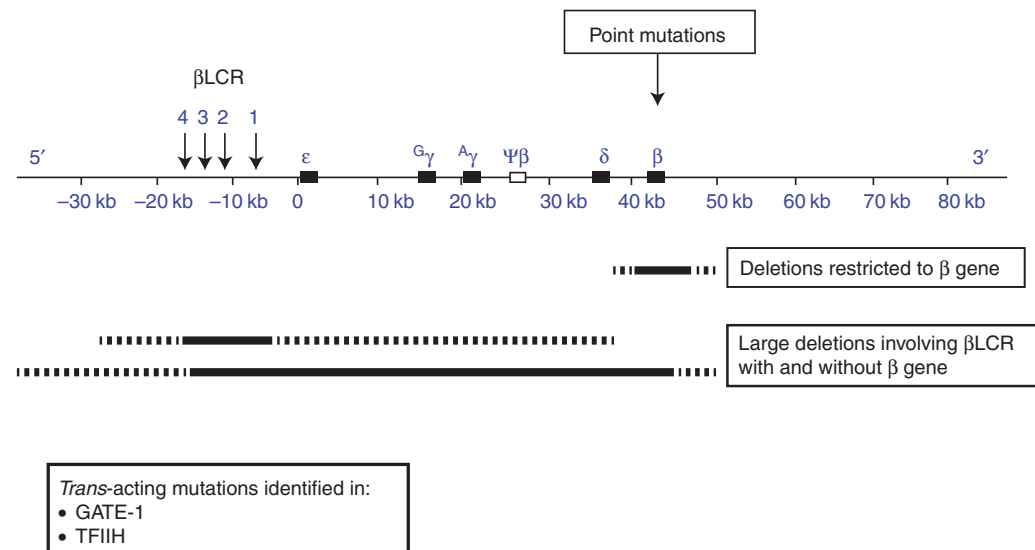 Point mutations
βLCR
4 3 2 1
5′ ε Gγ Aγ Ψβ δ β 3′
–30 kb –20 kb –10 kb 0 10 kb 20 kb 30 kb 40 kb 50 kb 60 kb 70 kb 80 kb
Deletions restricted to β gene
Large deletions involving βLCR
with and without β gene
Trans-acting mutations identified in:
• GATE-1
• TFIIH